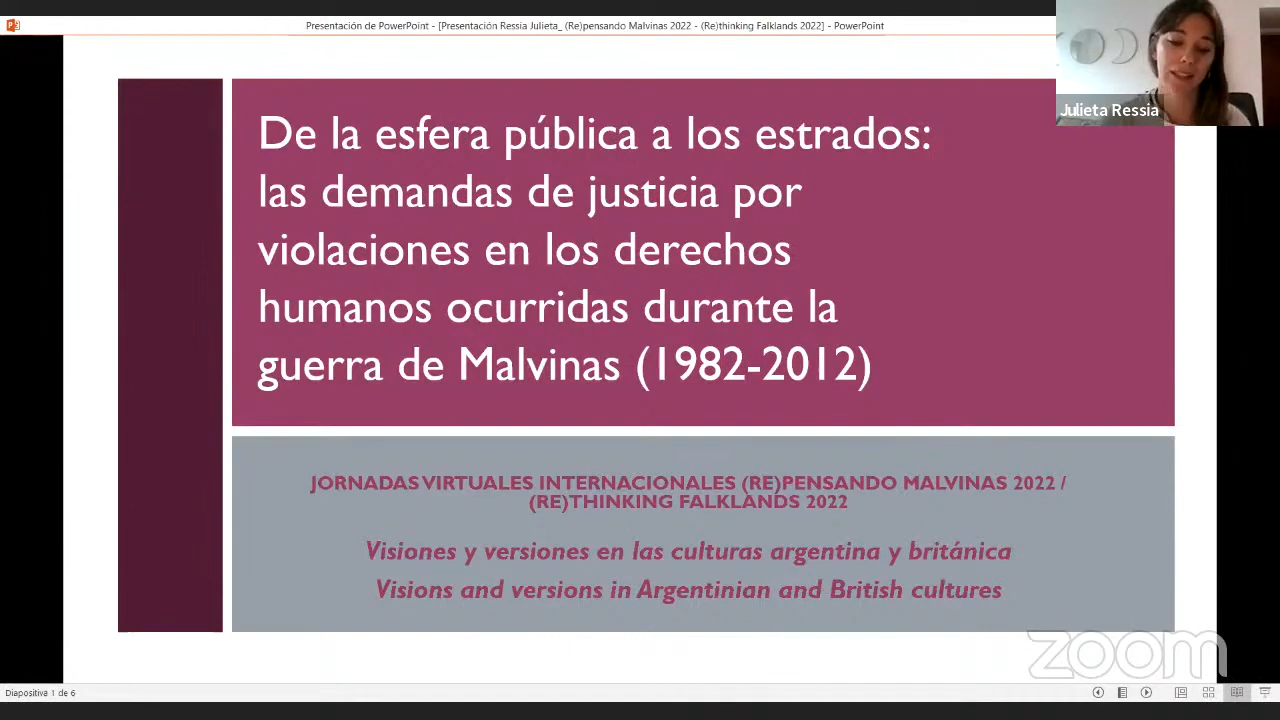 Presentación de PowerPoint - [Presentación Ressia Julieta_ (Re)pensando Malvinas 2022 - (Re)thinking Falklands 2022] - PowerPoint
Julieta Ressia
De la esfera pública a los estrados:
las demandas de justicia por
violaciones en los derechos
humanos ocurridas durante la
guerra de Malvinas (1982-2012)
JORNADAS VIRTUALES INTERNACIONALES (RE)PENSANDO MALVINAS 2022 /
(RE)THINKING FALKLANDS 2022
Visiones y versiones en las culturas argentina y británica
Visions and versions in Argentinian and British cultures
zoom
Diapositiva 1 de 6